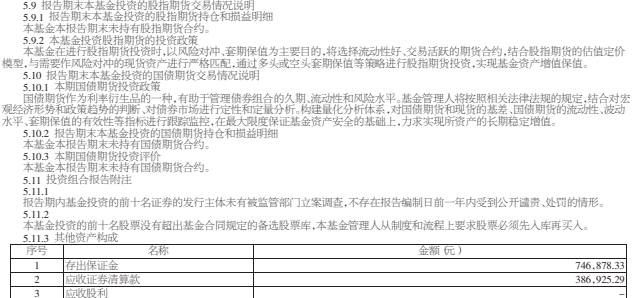 5.9 报告期末本基金投资的股指期货交易情况说明
5.9.1 报告期末本基金投资的股指期货持仓和损益明细
本基金本报告期末未持有股指期货合约。
5.9.2 本基金投资股指期货的投资政策
本基金在进行股指期货投资时,以风险对冲、套期保值为主要目的,将选择流动性好、交易活跃的期货合约,结合股指期货的估值定价
模型,与需要作风险对冲的现货资产进行严格匹配,通过多头或空头套期保值等策略进行股指期货投资,实现基金资产增值保值。
5.10 报告期末本基金投资的国债期货交易情况说明
5.10.1 本期国债期货投资政策
国债期货作为利率衍生品的一种,有助于管理债券组合的久期、流动性和风险水平。基金管理人将按照相关法律法规的规定,结合对宏
观经济形势和政策趋势的判断、对债券市场进行定性和定量分析。构建量化分析体系,对国债期货和现货的基差、国债期货的流动性、波动
水平、套期保值的有效性等指标进行跟踪监控,在最大限度保证基金资产安全的基础上,力求实现所资产的长期稳定增值。
5.10.2 报告期末本基金投资的国债期货持仓和损益明细
本基金本报告期末未持有国债期货合约。
5.10.3 本期国债期货投资评价
本基金本报告期末未持有国债期货合约。
5.11 投资组合报告附注
5.11.1
报告期内基金投资的前十名证券的发行主体未有被监管部门立案调查,不存在报告编制日前一年内受到公开谴责、处罚的情形。
5.11.2
本基金投资的前十名股票没有超出基金合同规定的备选股票库,本基金管理人从制度和流程上要求股票必须先入库再买入。
5.11.3 其他资产构成
序号 名称 金额(元)
1 存出保证金 746,878.33
2 应收证券清算款 386,925.29
3 应收股利 -